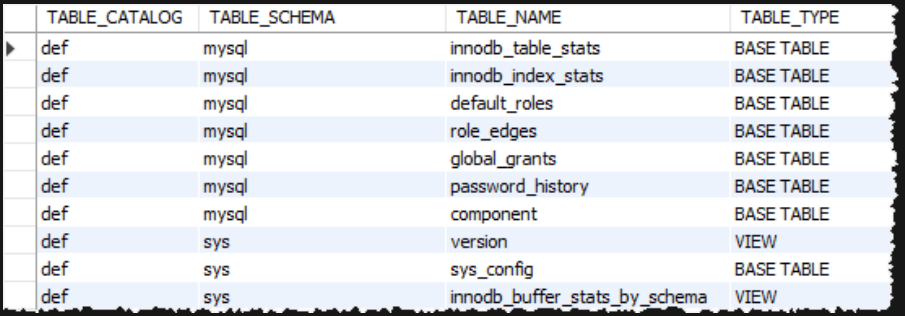 TABLE_CATALOG TABLE_SCHEMA TABLE_NAME TABLE_TYPE
def mysql innodb_table_stats BASE TABLE
def mysql innodb_index_stats BASE TABLE
def mysql default_roles BASE TABLE
def mysql role_edges BASE TABLE
def mysql global_grants BASE TABLE
def mysql password_history BASE TABLE
def mysql component BASE TABLE
def sys version VIEW
def sys sys_config BASE TABLE
def sys innodb_buffer_stats_by_schema VIEW